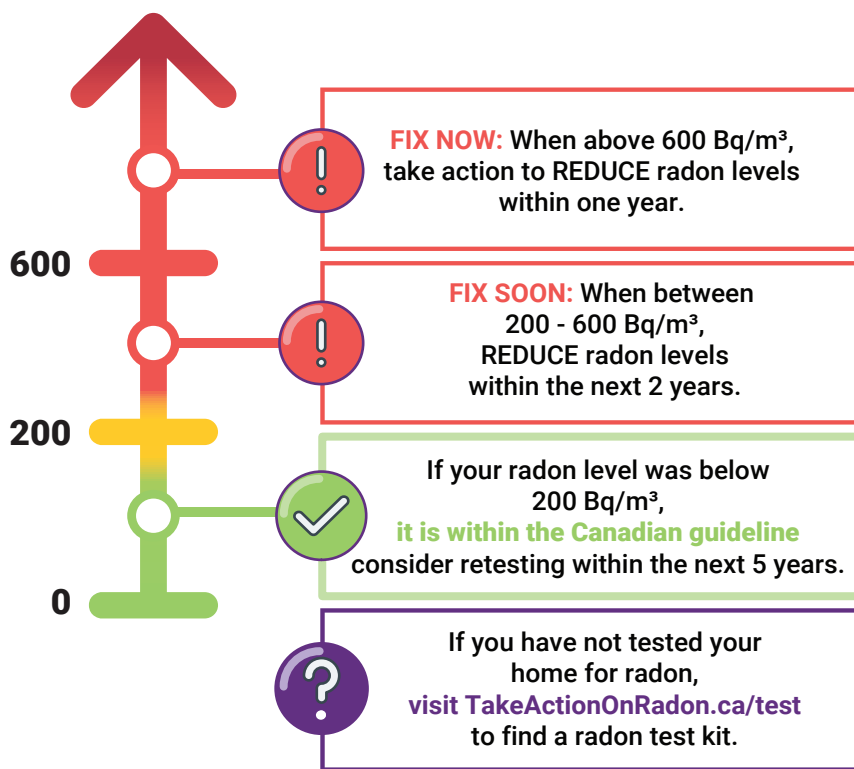 FIX NOW: When above 600 Bq/m³,
take action to REDUCE radon levels
within one year.
600
FIX SOON: When between
200 - 600 Bq/m³,
REDUCE radon levels
within the next 2 years.
200
If your radon level was below
200 Bq/m³,
it is within the Canadian guideline
consider retesting within the next 5 years.
0
If you have not tested your
home for radon,
visit TakeActionOnRadon.ca/test
to find a radon test kit.